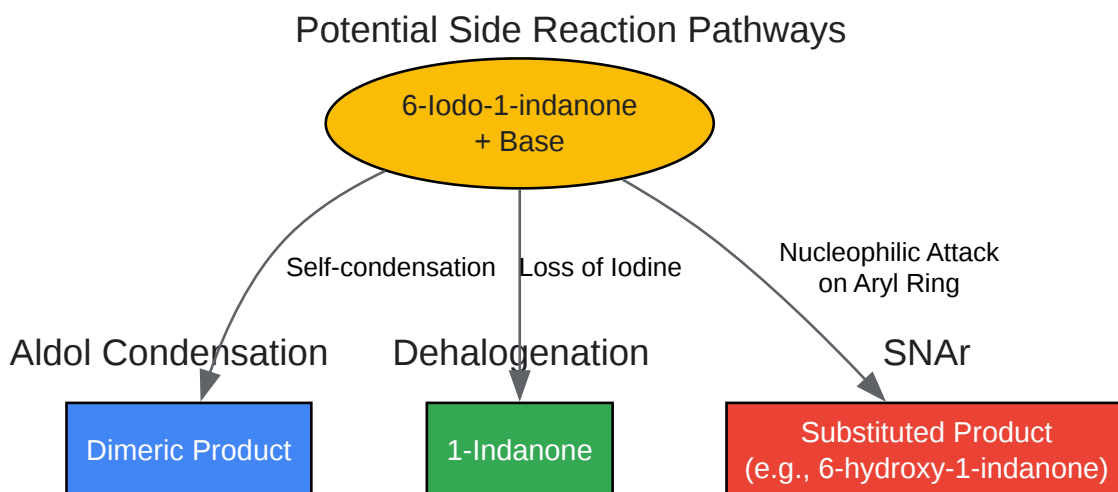 Potential Side Reaction Pathways
6-Iodo-1-indanone
+ Base
Self-condensation
Loss of Iodine
Nucleophilic Attack
on Aryl Ring
Aldol Condensation
Dehalogenation
SNAr
Dimeric Product
1-Indanone
Substituted Product
(e.g., 6-hydroxy-1-indanone)